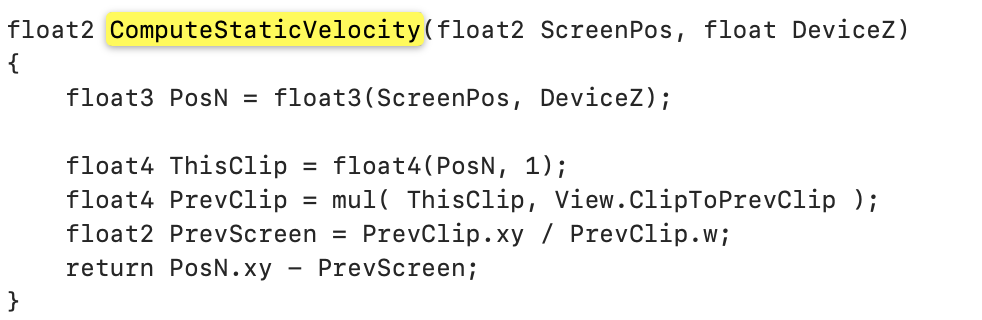 float2 ComputeStaticVelocity(float2 ScreenPos, float DeviceZ)
{
    float3 PosN = float3(ScreenPos, DeviceZ);

    float4 ThisClip = float4(PosN, 1);
    float4 PrevClip = mul( ThisClip, View.ClipToPrevClip );
    float2 PrevScreen = PrevClip.xy / PrevClip.w;
    return PosN.xy - PrevScreen;
}